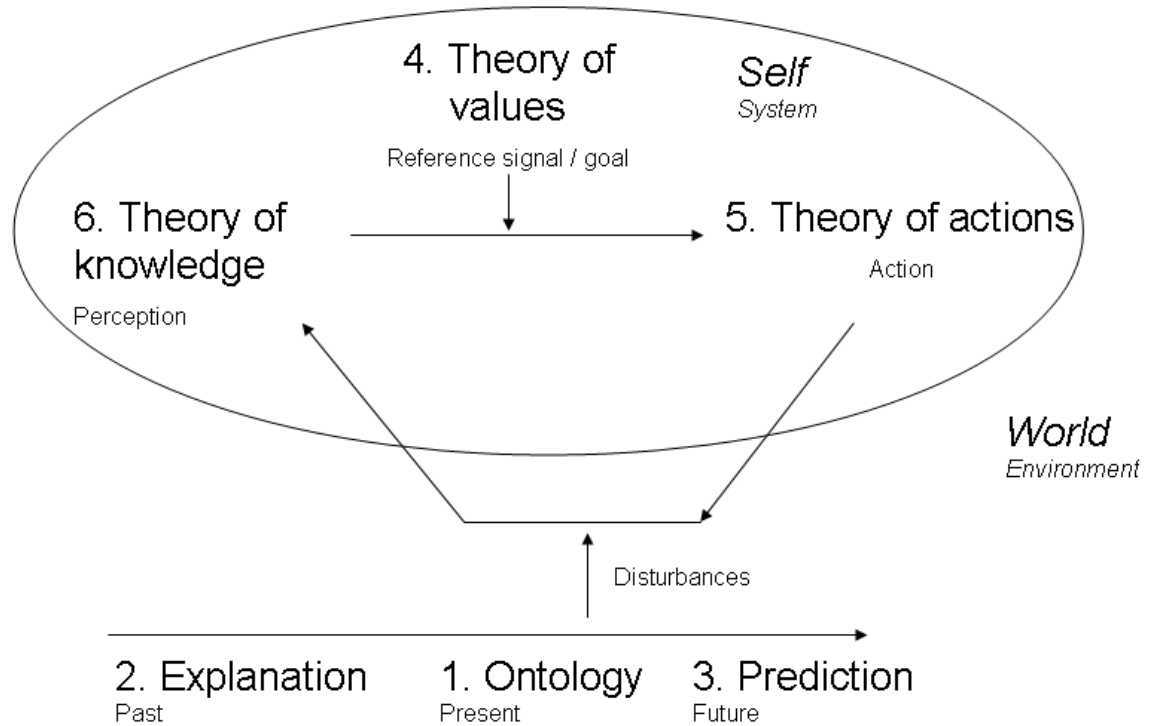 4. Theory of
values
Self
System
Reference signal / goal
6. Theory of
knowledge
Perception
5. Theory of actions
Action
World
Environment
Disturbances
2. Explanation
Past
1. Ontology
Present
3. Prediction
Future